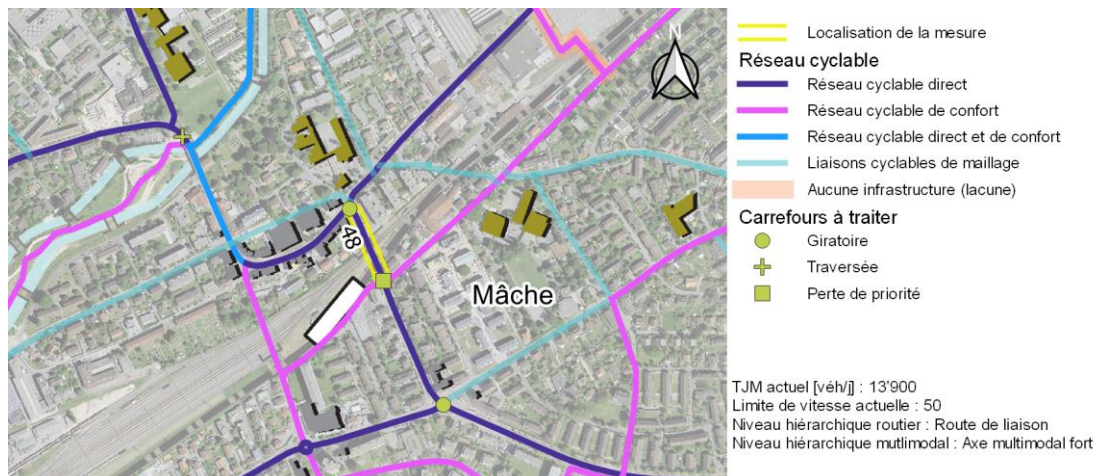 N
48
Mâche
Localisation de la mesure
Réseau cyclable
Réseau cyclable direct
Réseau cyclable de confort
Réseau cyclable direct et de confort
Liaisons cyclables de maillage
Aucune infrastructure (lacune)
Carrefours à traiter
Giratoire
Traversée
Perte de priorité
TJM actuel [véh/j] : 13'900
Limite de vitesse actuelle : 50
Niveau hiérarchique routier : Route de liaison
Niveau hiérarchique mutlimodal : Axe multimodal fort